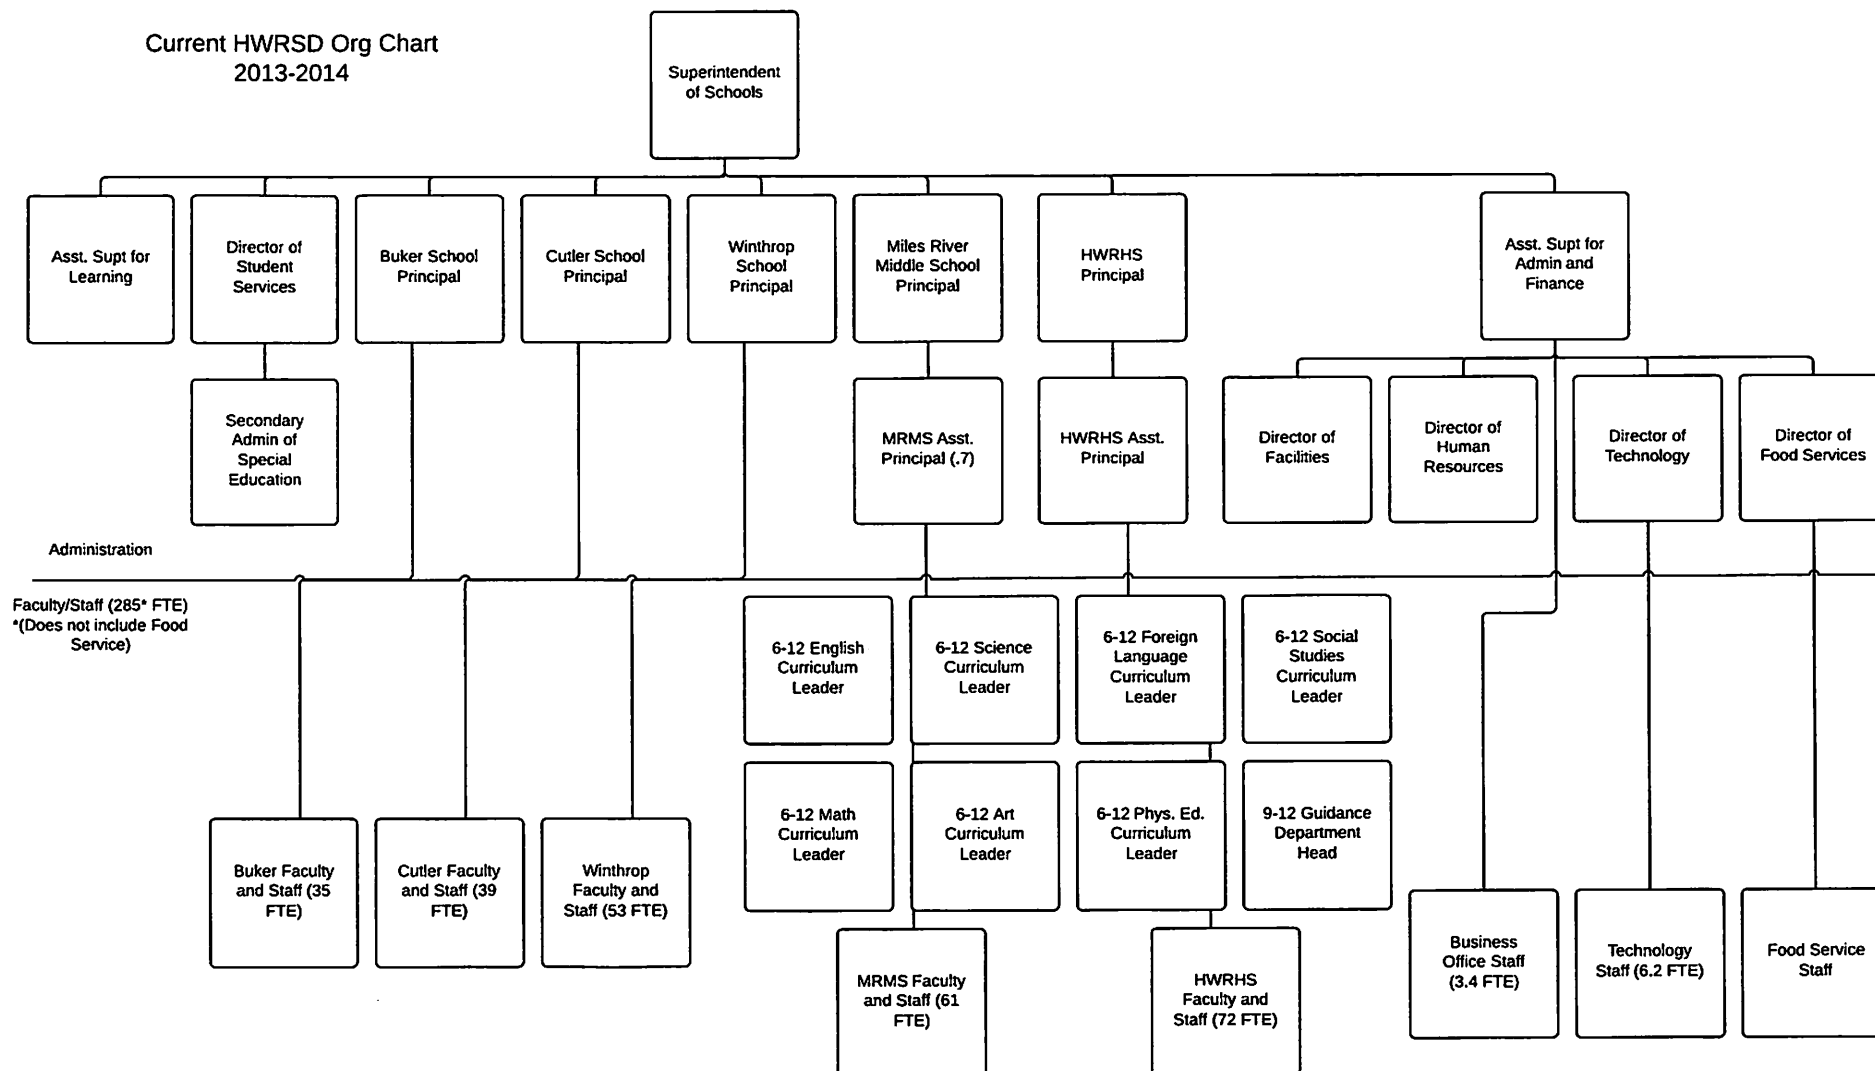 Current HWRSD Org Chart
2013-2014
Superintendent
of Schools
Asst. Supt for
Learning
Director of
Student
Services
Buker School
Principal
Cutler School
Principal
Winthrop
School
Principal
Miles River
Middle School
Principal
HWRHS
Principal
Asst. Supt for
Admin and
Finance
Secondary
Admin of
Special
Education
MRMS Asst.
Principal (.7)
HWRHS Asst.
Principal
Director of
Facilities
Director of
Human
Resources
Director of
Technology
Director of
Food Services
Administration
Faculty/Staff (285* FTE)
*(Does not include Food
Service)
6-12 English
Curriculum
Leader
6-12 Science
Curriculum
Leader
6-12 Foreign
Language
Curriculum
Leader
6-12 Social
Studies
Curriculum
Leader
6-12 Math
Curriculum
Leader
6-12 Art
Curriculum
Leader
6-12 Phys. Ed.
Curriculum
Leader
9-12 Guidance
Department
Head
Buker Faculty
and Staff (35
FTE)
Cutler Faculty
and Staff (39
FTE)
Winthrop
Faculty and
Staff (53 FTE)
MRMS Faculty
and Staff (61
FTE)
HWRHS
Faculty and
Staff (72 FTE)
Business
Office Staff
(3.4 FTE)
Technology
Staff (6.2 FTE)
Food Service
Staff